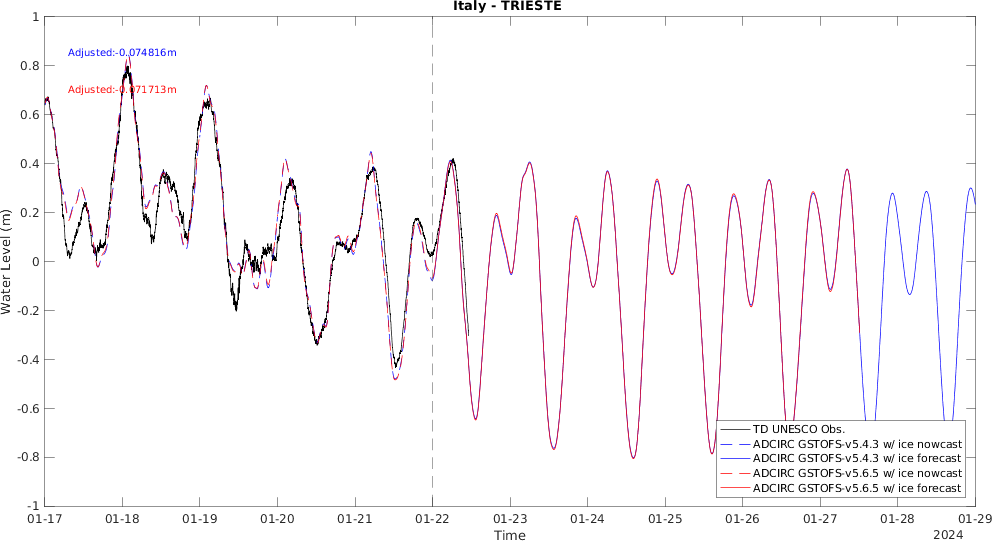 Italy - TRIESTE
Adjusted:-0.074816m
Adjusted:-0.071713m
Water Level (m)
1
0.8
0.6
0.4
0.2
0
-0.2
-0.4
-0.6
-0.8
-1
TD UNESCO Obs.
ADCIRC GSTOFS-v5.4.3 w/ ice nowcast
ADCIRC GSTOFS-v5.4.3 w/ ice forecast
ADCIRC GSTOFS-v5.6.5 w/ ice nowcast
ADCIRC GSTOFS-v5.6.5 w/ ice forecast
01-17 01-18 01-19 01-20 01-21 01-22 01-23 01-24 01-25 01-26 01-27 01-28 01-29
Time
2024